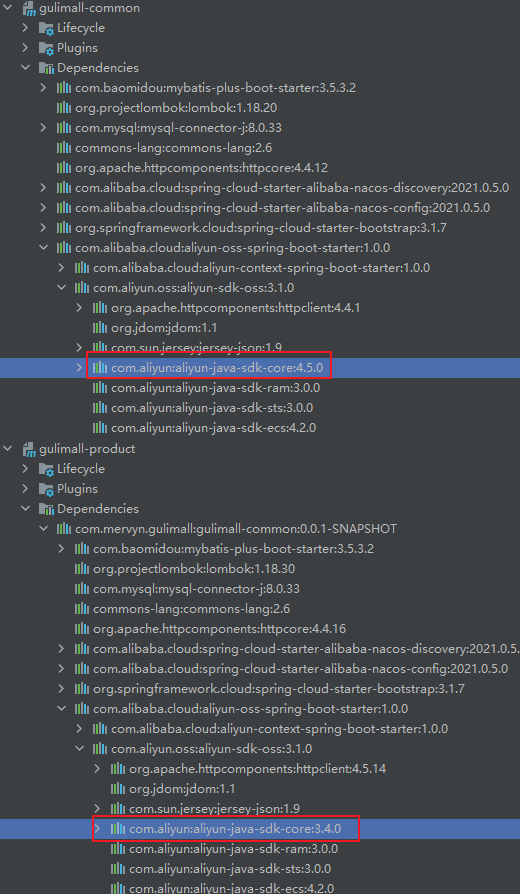 gulimall-common
Lifecycle
Plugins
Dependencies
com.baomidou:mybatis-plus-boot-starter:3.5.3.2
org.projectlombok:lombok:1.18.20
com.mysql:mysql-connector-j:8.0.33
commons-lang:commons-lang:2.6
org.apache.httpcomponents:httpcore:4.4.12
com.alibaba.cloud:spring-cloud-starter-alibaba-nacos-discovery:2021.0.5.0
com.alibaba.cloud:spring-cloud-starter-alibaba-nacos-config:2021.0.5.0
org.springframework.cloud:spring-cloud-starter-bootstrap:3.1.7
com.alibaba.cloud:aliyun-oss-spring-boot-starter:1.0.0
com.alibaba.cloud:aliyun-context-spring-boot-starter:1.0.0
com.aliyun.oss:aliyun-sdk-oss:3.1.0
org.apache.httpcomponents:httpclient:4.4.1
org.jdom:jdom:1.1
com.sun.jersey:jersey-json:1.9
com.aliyun:aliyun-java-sdk-core:4.5.0
com.aliyun:aliyun-java-sdk-ram:3.0.0
com.aliyun:aliyun-java-sdk-sts:3.0.0
com.aliyun:aliyun-java-sdk-ecs:4.2.0
gulimall-product
Lifecycle
Plugins
Dependencies
com.mervyn.gulimall:gulimall-common:0.0.1-SNAPSHOT
com.baomidou:mybatis-plus-boot-starter:3.5.3.2
org.projectlombok:lombok:1.18.30
com.mysql:mysql-connector-j:8.0.33
commons-lang:commons-lang:2.6
org.apache.httpcomponents:httpcore:4.4.16
com.alibaba.cloud:spring-cloud-starter-alibaba-nacos-discovery:2021.0.5
com.alibaba.cloud:spring-cloud-starter-alibaba-nacos-config:2021.0.5.0
org.springframework.cloud:spring-cloud-starter-bootstrap:3.1.7
com.alibaba.cloud:aliyun-oss-spring-boot-starter:1.0.0
com.alibaba.cloud:aliyun-context-spring-boot-starter:1.0.0
com.aliyun.oss:aliyun-sdk-oss:3.1.0
org.apache.httpcomponents:httpclient:4.5.14
org.jdom:jdom:1.1
com.sun.jersey:jersey-json:1.9
com.aliyun:aliyun-java-sdk-core:3.4.0
com.aliyun:aliyun-java-sdk-ram:3.0.0
com.aliyun:aliyun-java-sdk-sts:3.0.0
com.aliyun:aliyun-java-sdk-ecs:4.2.0